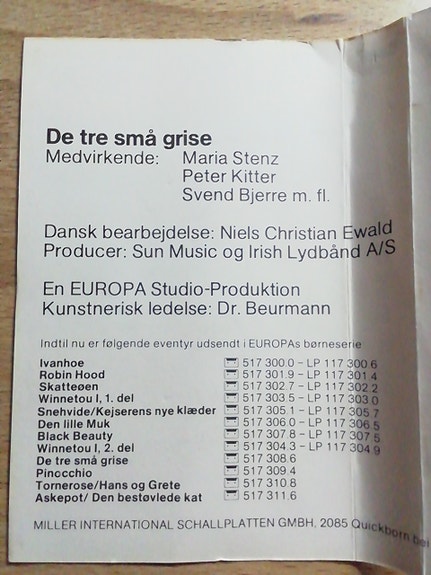 De tre små grise
Medvirkende: Maria Stenz
Peter Kitter
Svend Bjerre m. fl.
Dansk bearbejdelse: Niels Christian Ewald
Producer: Sun Music og Irish Lydbånd A/S
En EUROPA Studio-Produktion
Kunstnerisk ledelse: Dr. Beurmann
Indtil nu er følgende eventyr udsendt i EUROPAs børneserie
Ivanhoe 517 300.0 – LP 117 300 6
Robin Hood 517 301.9 – LP 117 301 4
Skatteøen 517 302.7 – LP 117 302 2
Winnetou I, 1. del 517 303.5 – LP 117 303 0
Snehvide/Kejserens nye klæder 517 305.1 – LP 117 305 7
Den lille Muk 517 306.0 – LP 117 306 5
Black Beauty 517 307.8 – LP 117 307 5
Winnetou I, 2. del 517 304.3 – LP 117 304 9
De tre små grise 517 308.6
Pinocchio 517 309.4
Tornerose/Hans og Grete 517 310.8
Askepot/ Den bestøvlede kat 517 311.6
MILLER INTERNATIONAL SCHALLPLATTEN GMBH, 2085 Quickborn bei